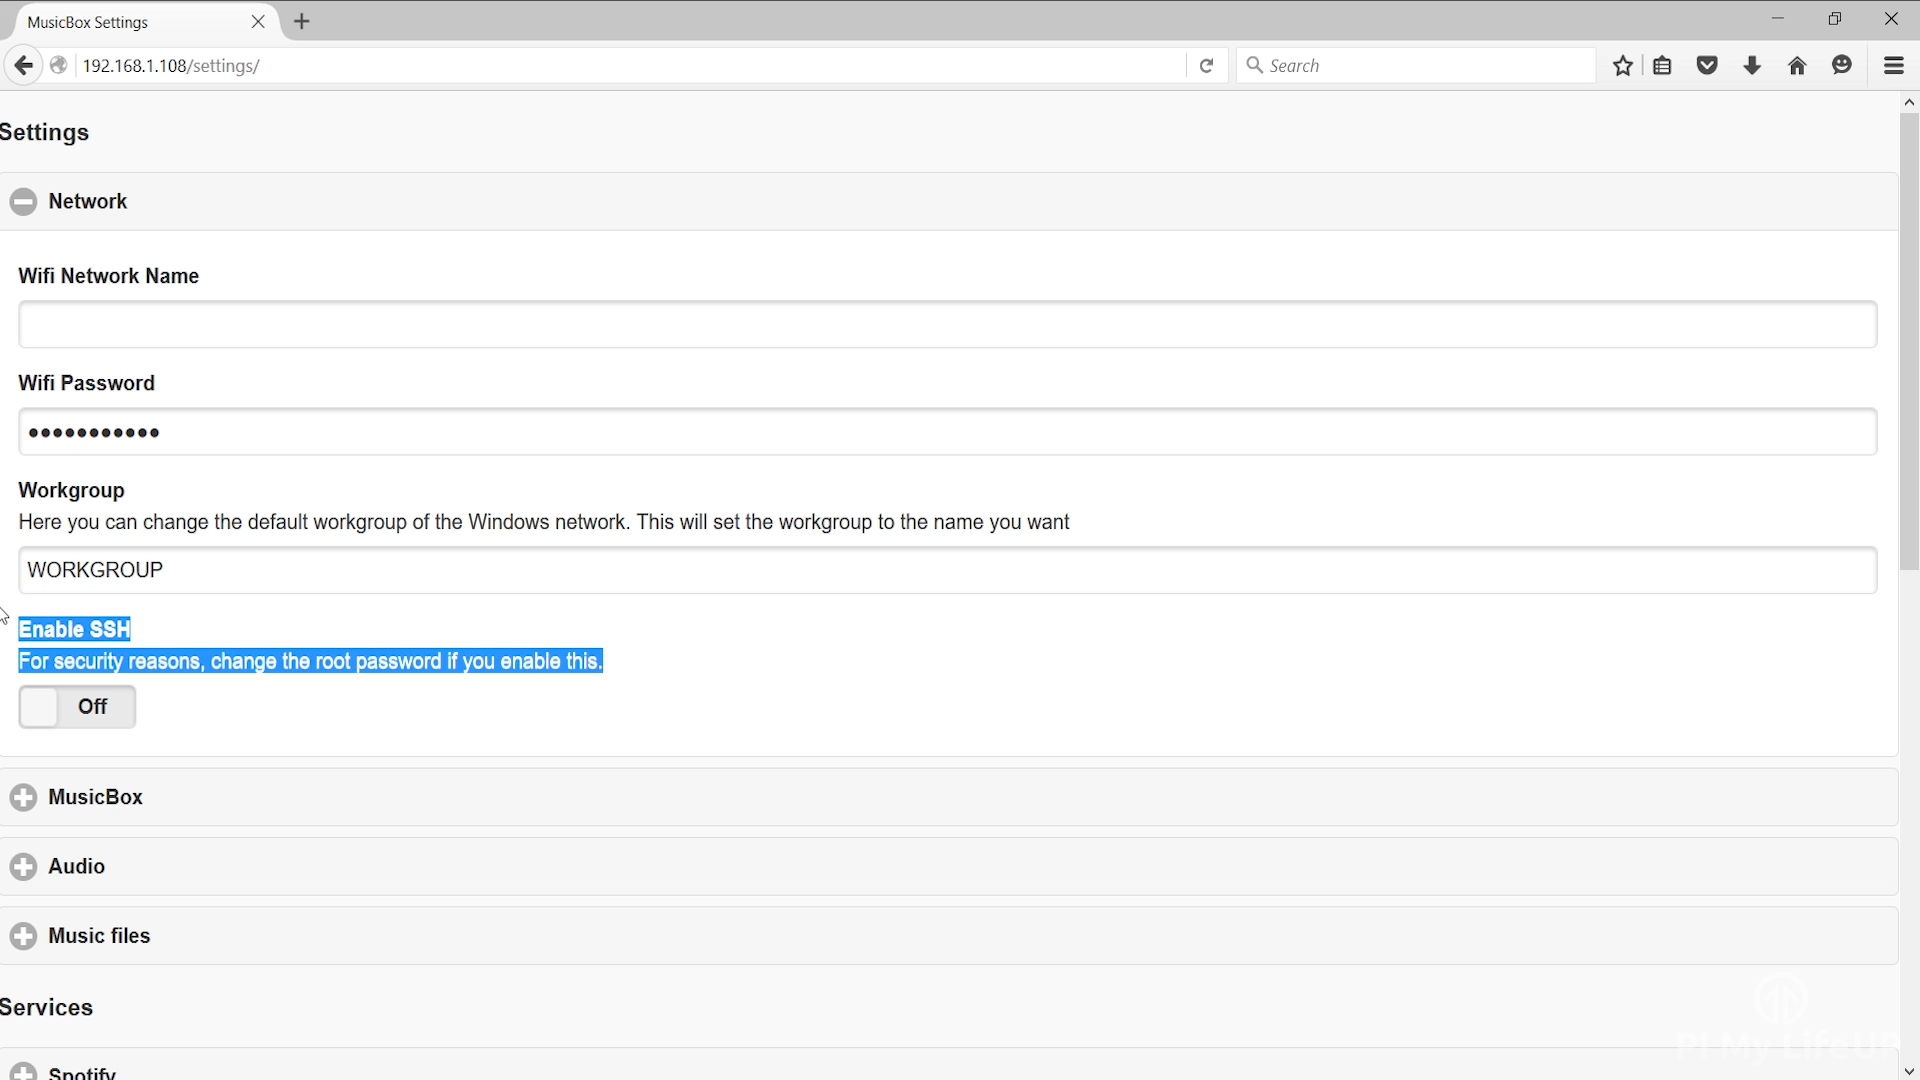 MusicBox Settings
192.168.1.108/settings/
Search
Settings
Network
Wifi Network Name
Wifi Password
Workgroup
Here you can change the default workgroup of the Windows network. This will set the workgroup to the name you want
WORKGROUP
Enable SSH
For security reasons, change the root password if you enable this.
Off
MusicBox
Audio
Music files
Services
Spotify
PI My LifeUP